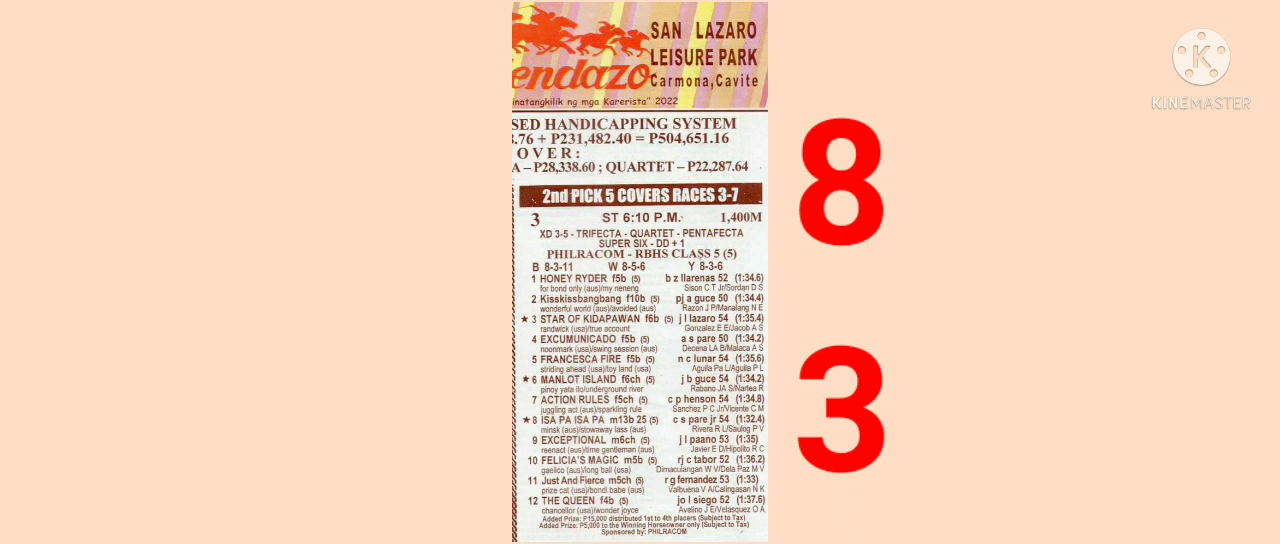 SAN LAZARO
LEISURE PARK
Carmona,Cavite
endazo
inatangkilik ng mga Karerista" 2022
KINEMASTER
SED HANDICAPPING SYSTEM
.76 + P231,482.40 = P504,651.16
OVER:
A – P28,338.60 ; QUARTET – P22,287.64
2nd PICK 5 COVERS RACES 3-7
3 ST 6:10 P.M. 1,400M
XD 3-5 - TRIFECTA - QUARTET - PENTAFECTA
SUPER SIX - DD + 1
PHILRACOM - RBHS CLASS 5 (5)
B 8-3-11 W 8-5-6 Y 8-3-6
1 HONEY RYDER f5b (5) b z llarenas 52 (1:34.6)
for bond only (aus)/my neneng Sison C T Jr/Sordan D S
2 Kisskissbangbang f10b (5) pj a guce 50 (1:34.4)
wonderful world (aus)/avoided (aus) Razon J P/Manalang N E
★ 3 STAR OF KIDAPAWAN f6b (5) j l lazaro 54 (1:35.4)
randwick (usa)/true account Gonzalez E E/Jacob A S
4 EXCUMUNICADO f5b (5) a s pare 50 (1:34.2)
noonmark (usa)/swing session (aus) Decena LA B/Malaca A S
5 FRANCESCA FIRE f5b (5) n c lunar 54 (1:35.6)
striding ahead (usa)/toy land (usa) Aguila Pa L/Aguila P L
★ 6 MANLOT ISLAND f6ch (5) j b guce 54 (1:34.2)
pinoy yata ito/underground river Rabano JA S/Nartea R
7 ACTION RULES f5ch (5) c p henson 54 (1:34.8)
juggling act (aus)/sparkling rule Sanchez P C Jr/Vicente C M
★ 8 ISA PA ISA PA m13b 25 (5) c s pare jr 54 (1:32.4)
minsk (aus)/stowaway lass (aus) Rivera R L/Saulog P V
9 EXCEPTIONAL m6ch (5) j l paano 53 (1:35)
reenact (aus)/time gentleman (aus) Javier E D/Hipolito R C
10 FELICIA'S MAGIC m5b (5) rj c tabor 52 (1:36.2)
gaelico (aus)/long ball (usa) Dimaculangan W V/Dela Paz M V
11 Just And Fierce m5ch (5) r g fernandez 53 (1:33)
prize cat (usa)/bondi babe (aus) Valbuena V A/Calingasan N K
12 THE QUEEN f4b (5) jo l siego 52 (1:37.6)
chancellor (usa)/wonder joyce Avelino J E/Velasquez O A
Added Prize: P15,000 distributed 1st to 4th placers (Subject to Tax)
Added Prize: P5,000 to the Winning Horseowner only (Subject to Tax)
Sponsored by: PHILRACOM
8
3